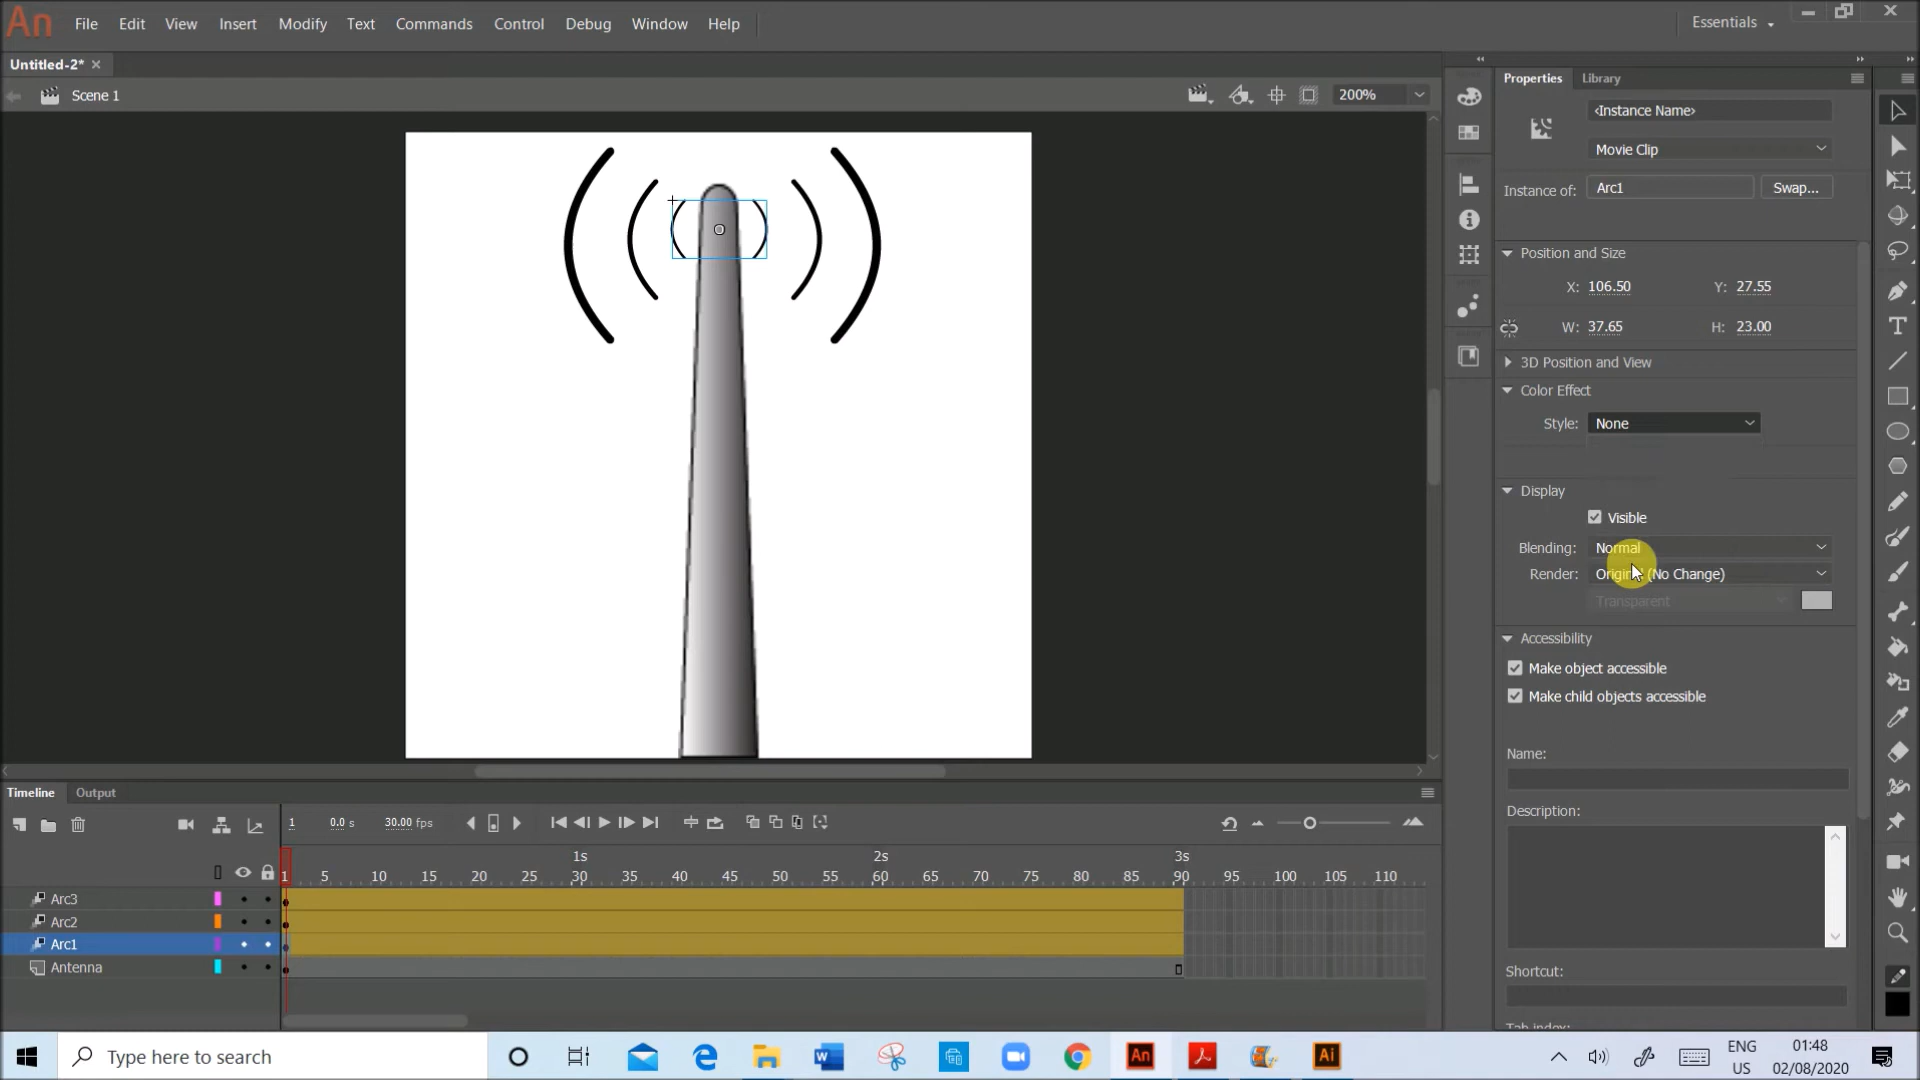 An File Edit View Insert Modify Text Commands Control Debug Window Help Essentials
Untitled-2*
Scene 1 200%
Properties Library
<Instance Name>
Movie Clip
Instance of: Arc1 Swap...
Position and Size
X: 106.50 Y: 27.55
W: 37.65 H: 23.00
3D Position and View
Color Effect
Style: None
Display
Visible
Blending: Normal
Render: Original (No Change)
Transparent
Accessibility
Make object accessible
Make child objects accessible
Name:
Description:
Shortcut:
Tab index:
Timeline Output
1 0.0 s 30.00 fps
1s 2s 3s
1 5 10 15 20 25 30 35 40 45 50 55 60 65 70 75 80 85 90 95 100 105 110
Arc3
Arc2
Arc1
Antenna
Type here to search
An Ai
ENG
US
01:48
02/08/2020